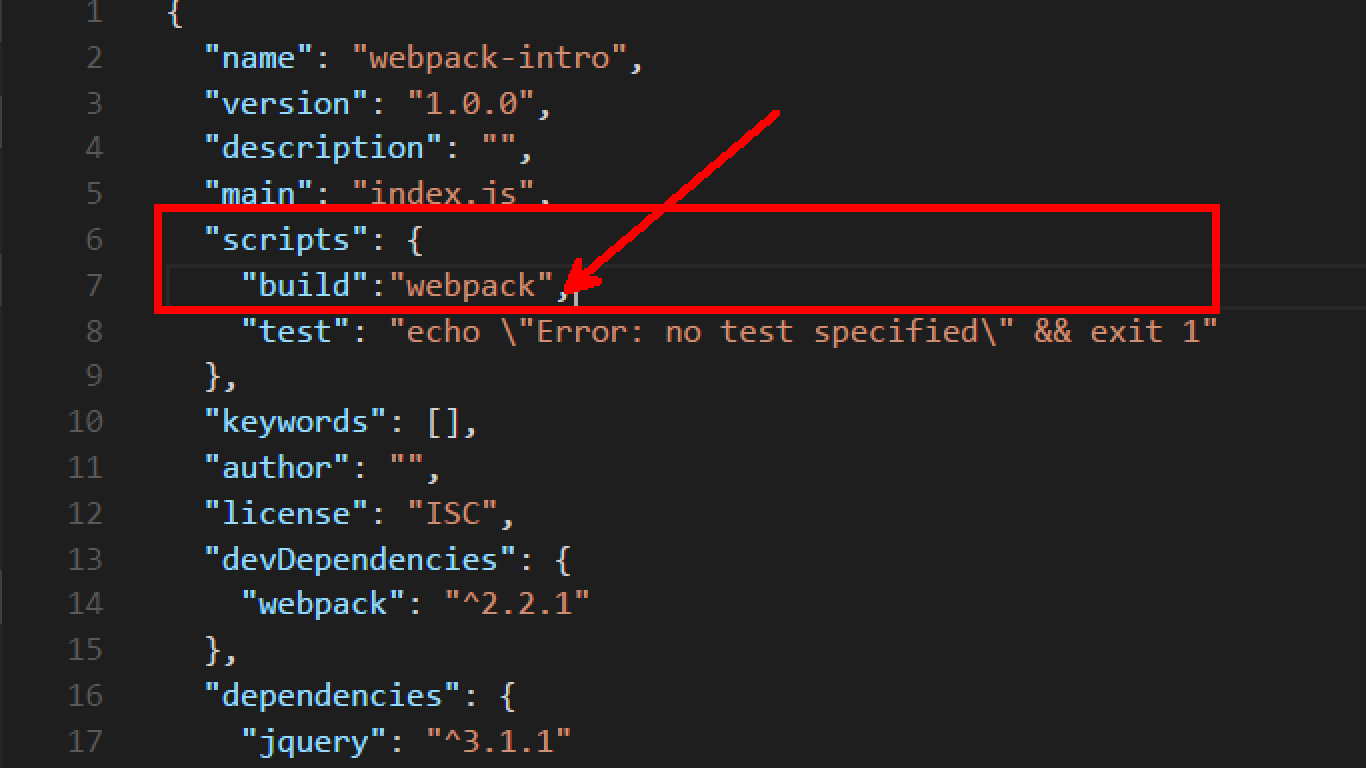 1 {
2 "name": "webpack-intro",
3 "version": "1.0.0",
4 "description": "",
5 "main": "index.js",
6 "scripts": {
7 "build":"webpack",
8 "test": "echo \"Error: no test specified\" && exit 1"
9 },
10 "keywords": [],
11 "author": "",
12 "license": "ISC",
13 "devDependencies": {
14 "webpack": "^2.2.1"
15 },
16 "dependencies": {
17 "jquery": "^3.1.1"